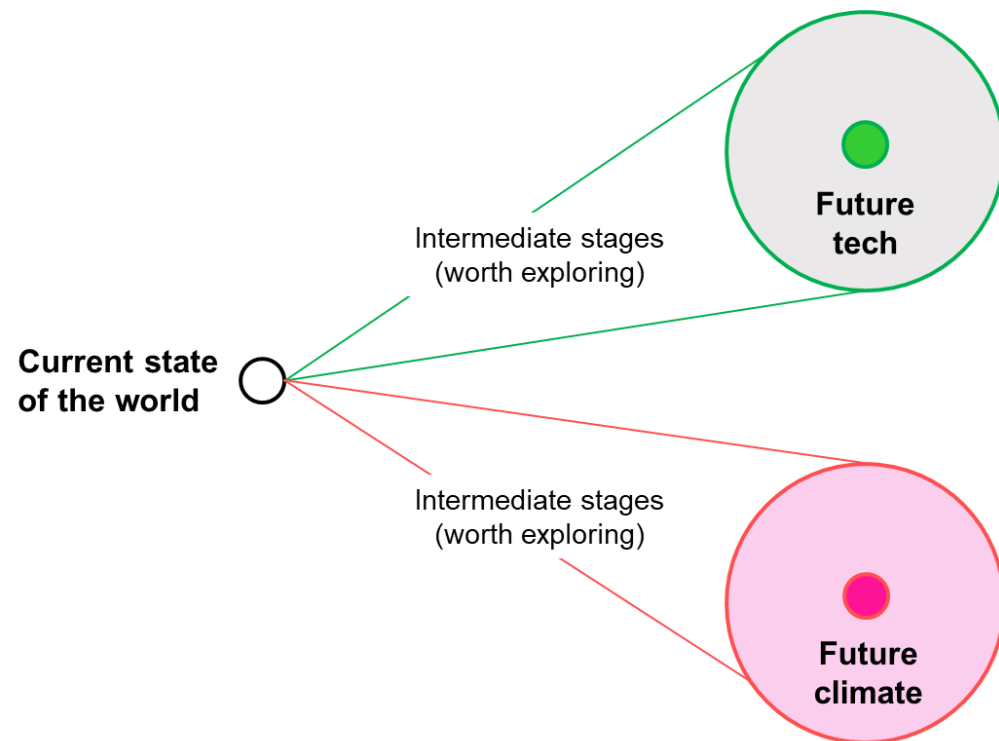 Future
tech
Intermediate stages
(worth exploring)
Current state
of the world
Intermediate stages
(worth exploring)
Future
climate